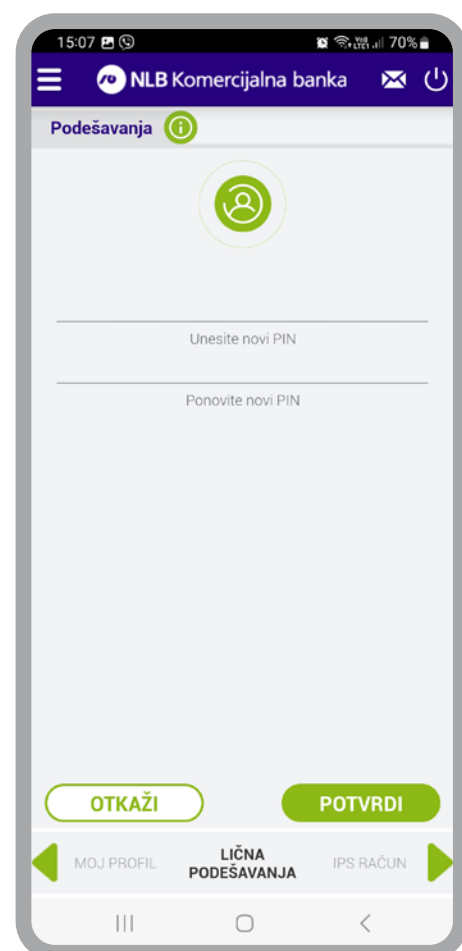 15:07 70%
NLB Komercijalna banka
Podešavanja
Unesite novi PIN
Ponovite novi PIN
OTKAŽI POTVRDI
MOJ PROFIL LIČNA PODEŠAVANJA IPS RAČUN